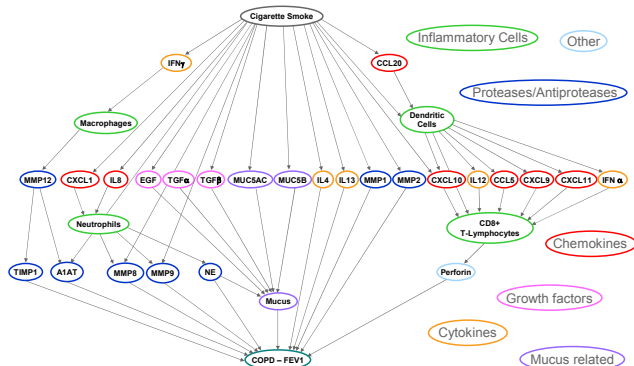 Cigarette Smoke
Inflammatory Cells
Other
IFNγ
CCL20
Proteases/Antiproteases
Macrophages
Dendritic
Cells
MMP12
CXCL1
IL8
EGF
TGFα
TGFβ
MUC5AC
MUC5B
IL4
IL13
MMP1
MMP2
CXCL10
IL12
CCL5
CXCL9
CXCL11
IFN α
Neutrophils
CD8+
T-Lymphocytes
Chemokines
TIMP1
A1AT
MMP8
MMP9
NE
Perforin
Mucus
Growth factors
Cytokines
COPD – FEV1
Mucus related